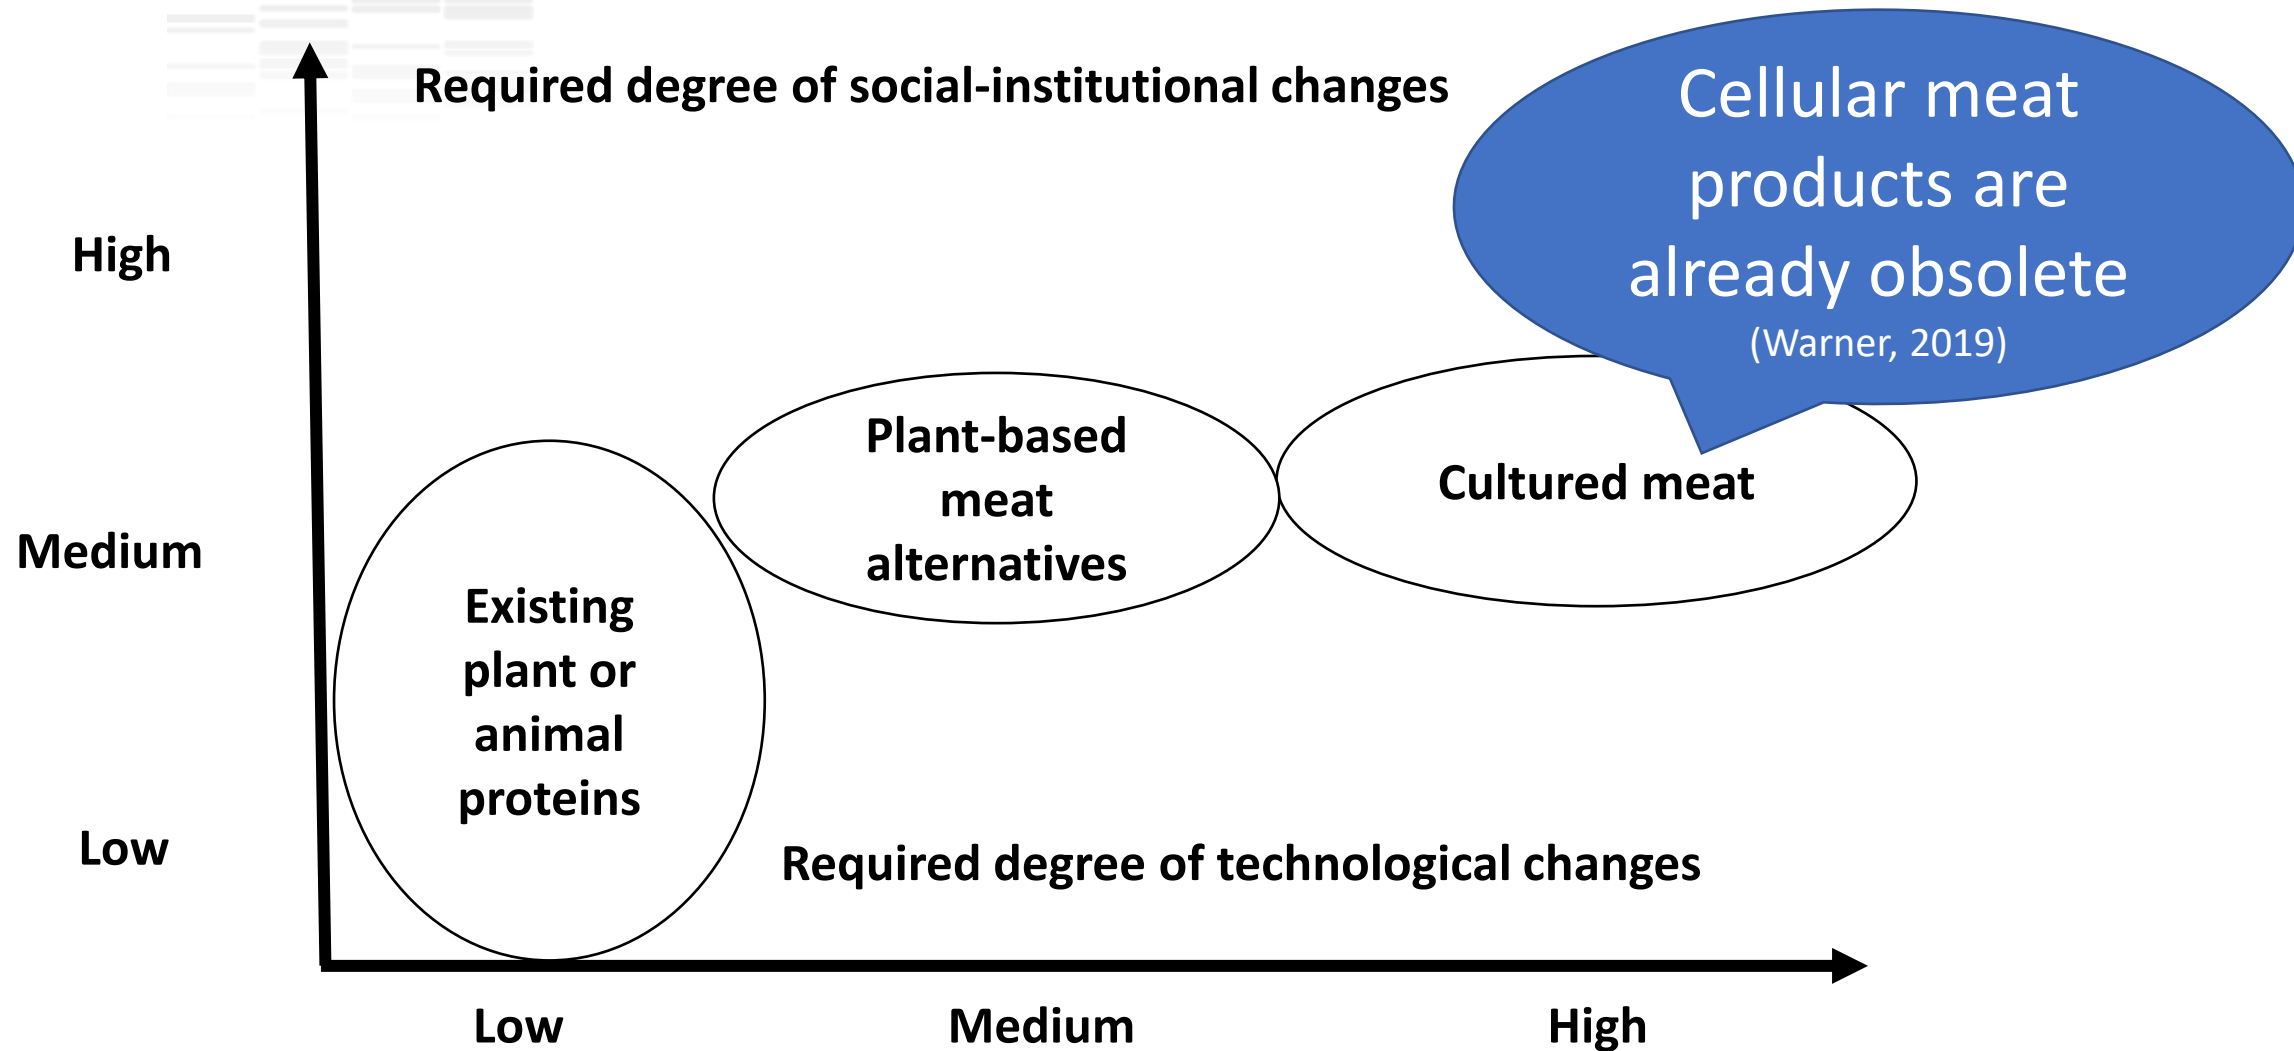 Required degree of social-institutional changes
Cellular meat
products are
already obsolete
(Warner, 2019)
High
Medium
Low
Plant-based
meat
alternatives
Cultured meat
Existing
plant or
animal
proteins
Required degree of technological changes
Low
Medium
High